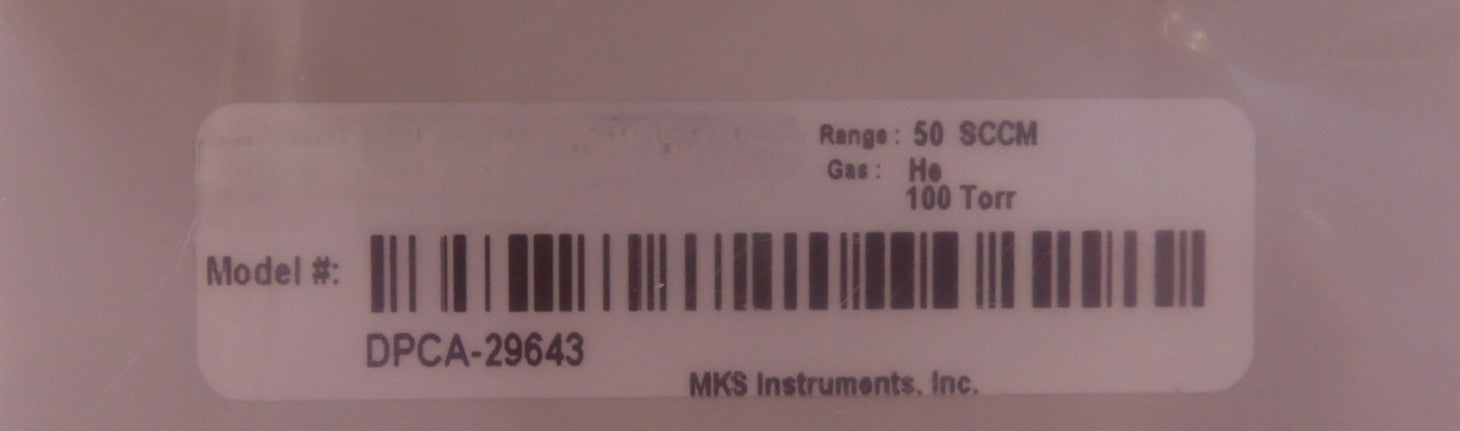 Range: 50 SCCM
Gas: He
100 Torr
Model #:
DPCA-29643
MKS Instruments, Inc.